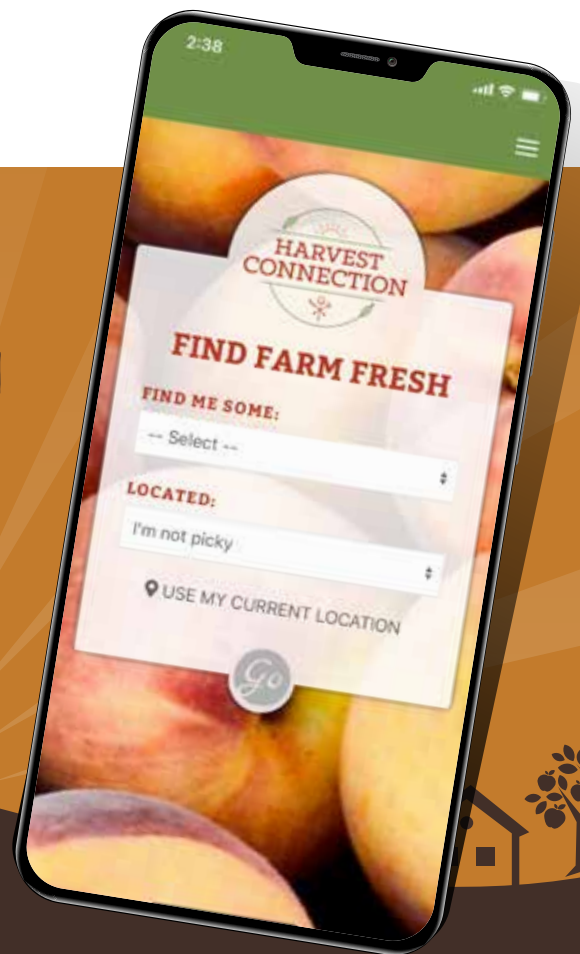 2:38
HARVEST
CONNECTION
FIND FARM FRESH
FIND ME SOME:
-- Select --
LOCATED:
I'm not picky
USE MY CURRENT LOCATION
Go